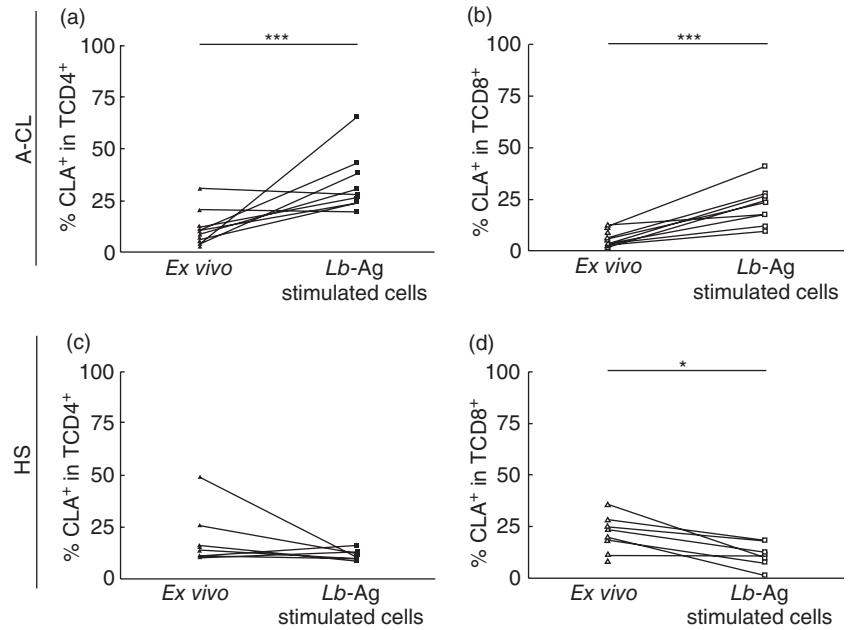 A-CL
(a)
***
% CLA⁺ in TCD4⁺
100
75
50
25
0
Ex vivo
Lb-Ag
stimulated cells
(b)
***
% CLA⁺ in TCD8⁺
100
75
50
25
0
Ex vivo
Lb-Ag
stimulated cells
HS
(c)
% CLA⁺ in TCD4⁺
100
75
50
25
0
Ex vivo
Lb-Ag
stimulated cells
(d)
*
% CLA⁺ in TCD8⁺
100
75
50
25
0
Ex vivo
Lb-Ag
stimulated cells